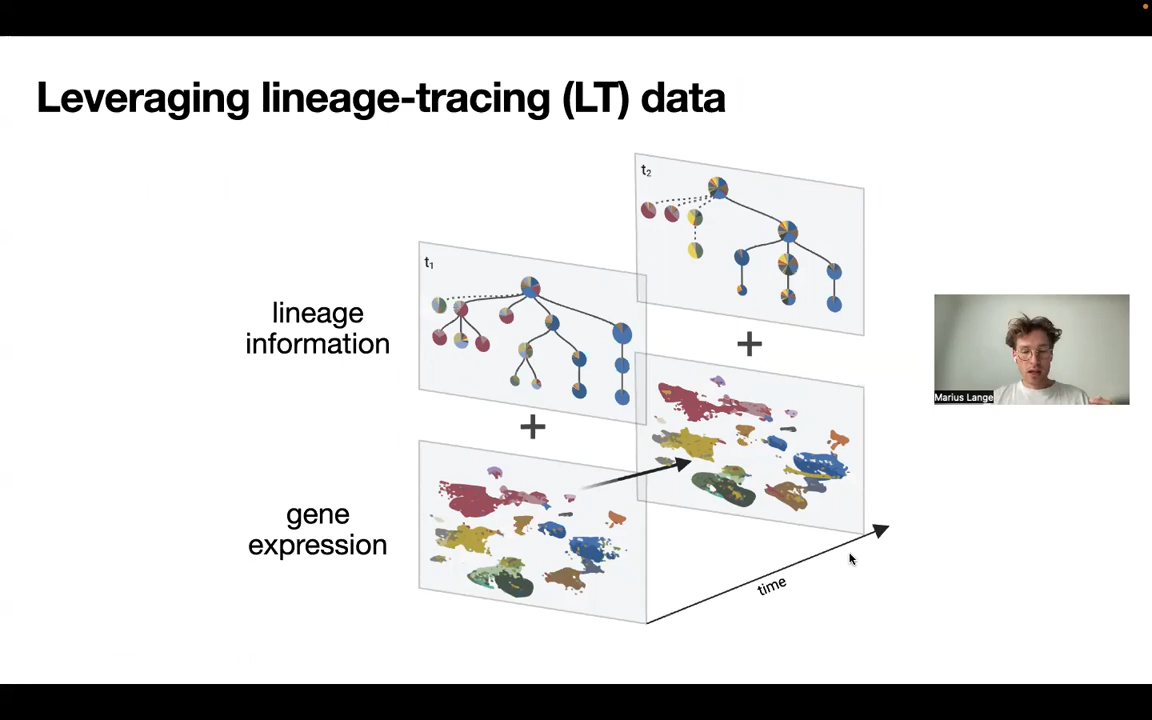 Leveraging lineage-tracing (LT) data
t₂
t₁
lineage
information
+
+
gene
expression
time
Marius Lange